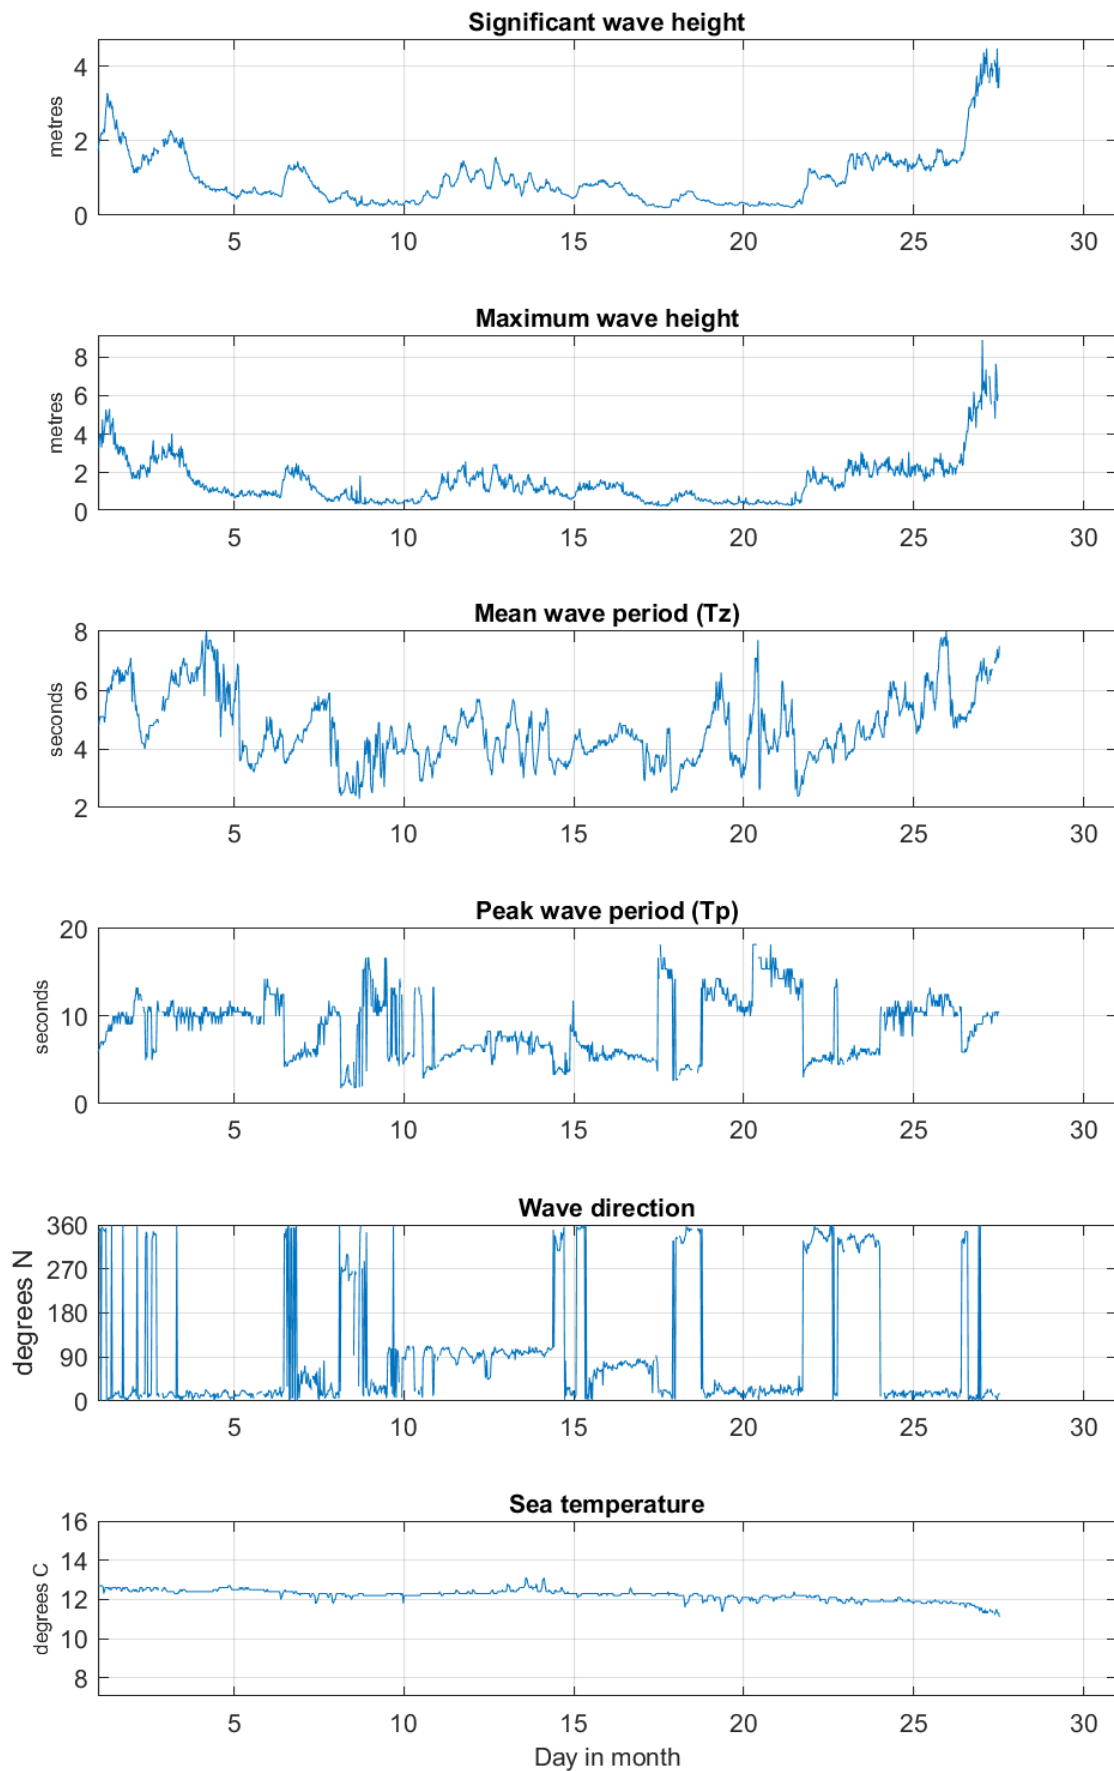 Significant wave height
metres
4
2
0
5 10 15 20 25 30
Maximum wave height
metres
8
6
4
2
0
5 10 15 20 25 30
Mean wave period (Tz)
seconds
8
6
4
2
5 10 15 20 25 30
Peak wave period (Tp)
seconds
20
10
0
5 10 15 20 25 30
Wave direction
degrees N
360
270
180
90
0
5 10 15 20 25 30
Sea temperature
degrees C
16
14
12
10
8
5 10 15 20 25 30
Day in month